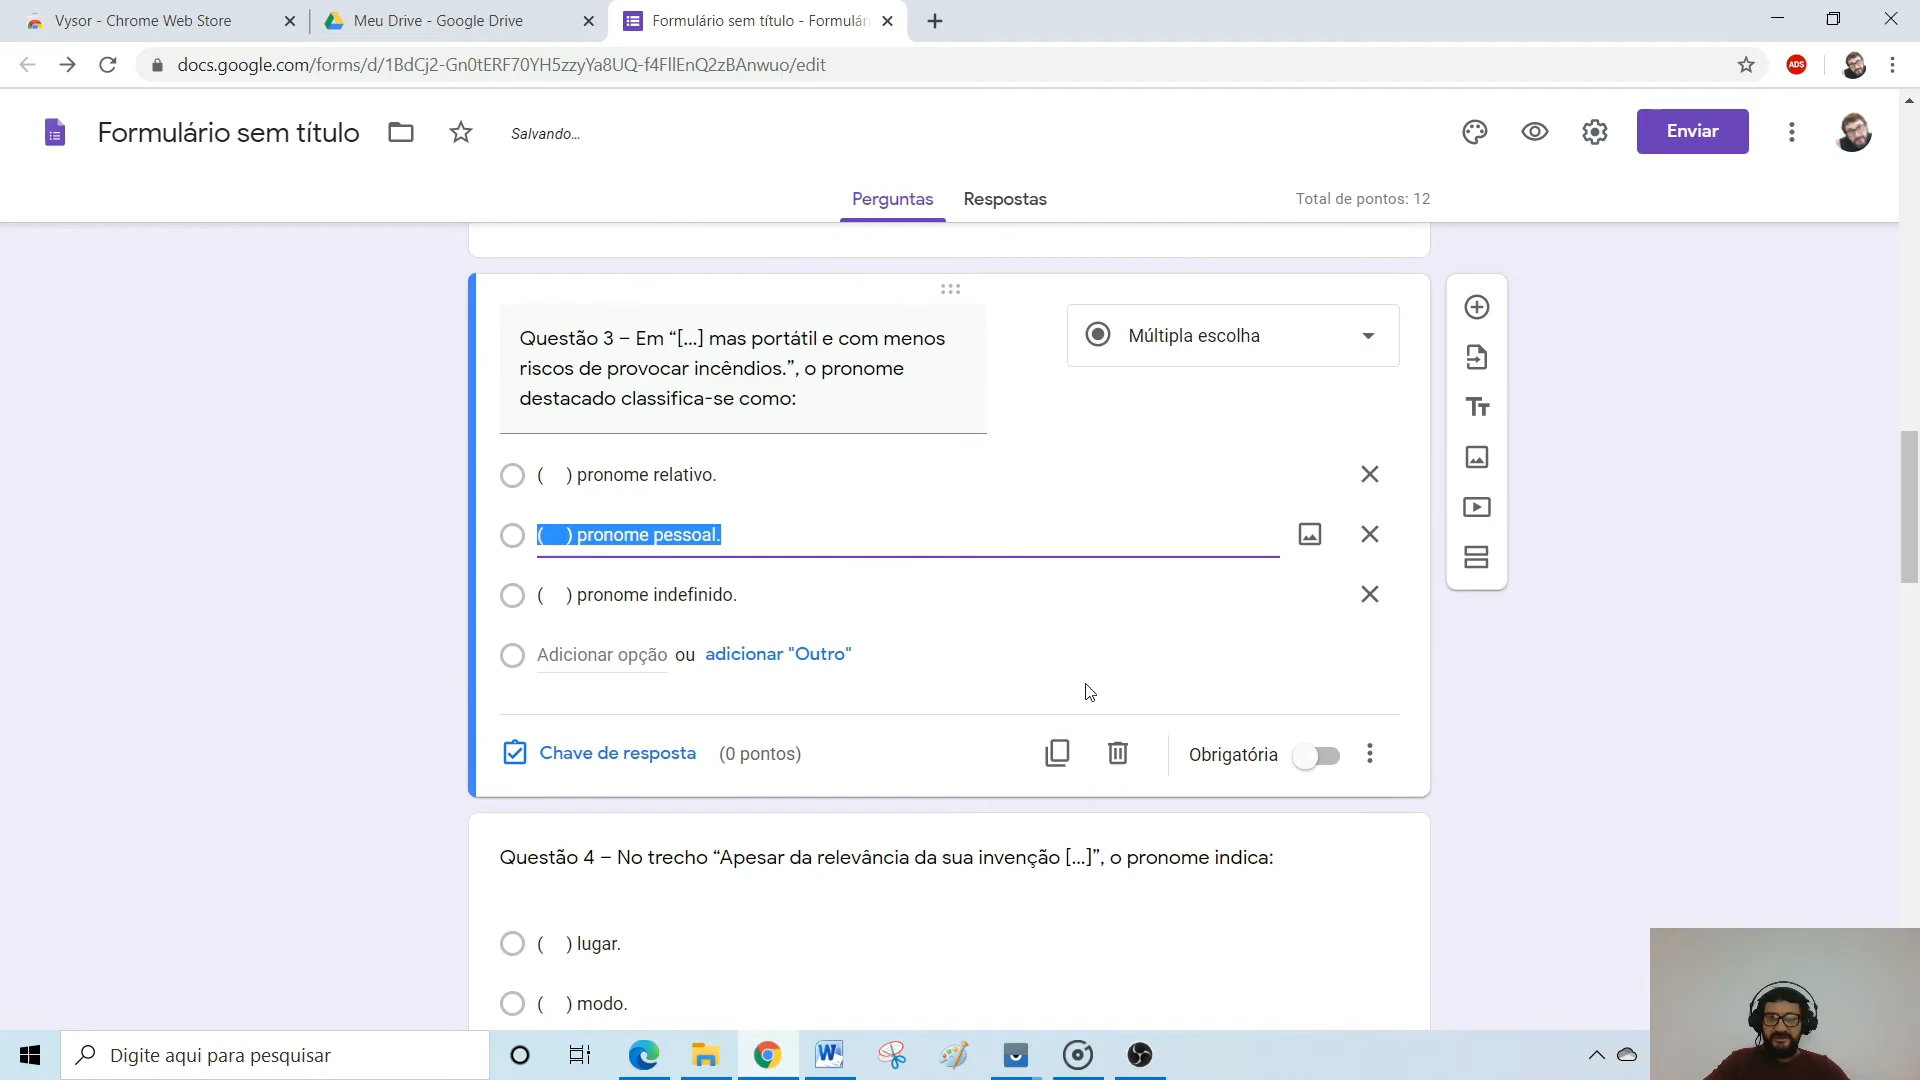 Vysor - Chrome Web Store
Meu Drive - Google Drive
Formulário sem título - Formulár
docs.google.com/forms/d/1BdCj2-Gn0tERF70YH5zzyYa8UQ-f4FllEnQ2zBAnwuo/edit
ADS
Formulário sem título
Salvando...
Enviar
Perguntas
Respostas
Total de pontos: 12
Questão 3 – Em “[...] mas portátil e com menos
riscos de provocar incêndios.”, o pronome
destacado classifica-se como:
Múltipla escolha
(    ) pronome relativo.
(    ) pronome pessoal.
(    ) pronome indefinido.
Adicionar opção ou adicionar "Outro"
Chave de resposta (0 pontos)
Obrigatória
Questão 4 – No trecho “Apesar da relevância da sua invenção [...]”, o pronome indica:
(    ) lugar.
(    ) modo.
Digite aqui para pesquisar